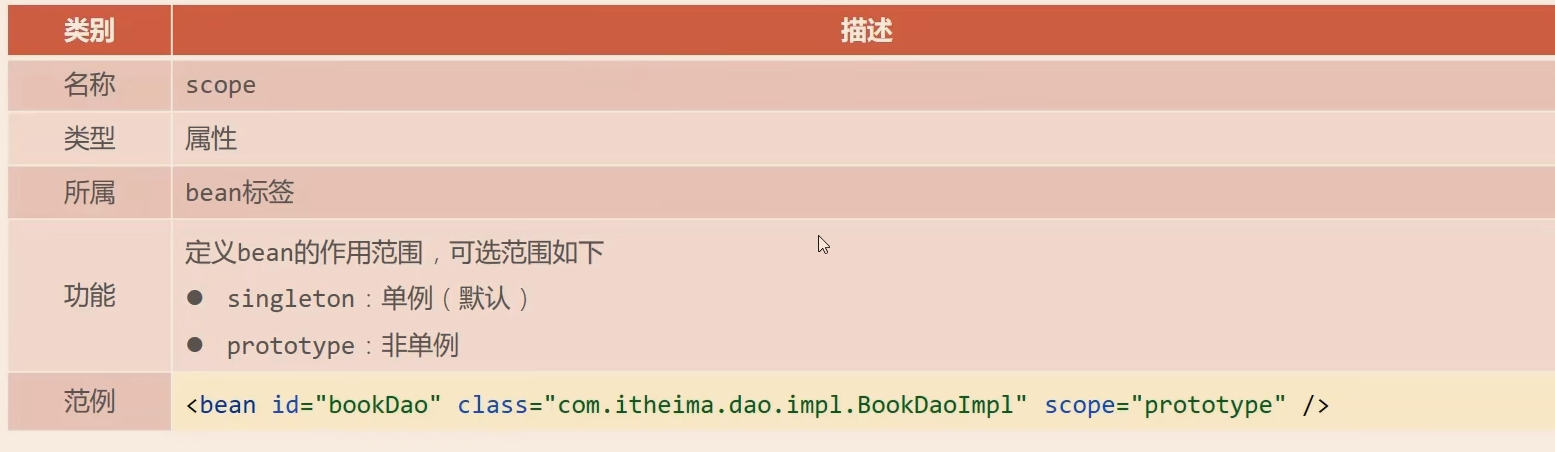 类别 描述
名称 scope
类型 属性
所属 bean标签
功能 定义bean的作用范围，可选范围如下
● singleton：单例（默认）
● prototype：非单例
范例 <bean id="bookDao" class="com.itheima.dao.impl.BookDaoImpl" scope="prototype" />